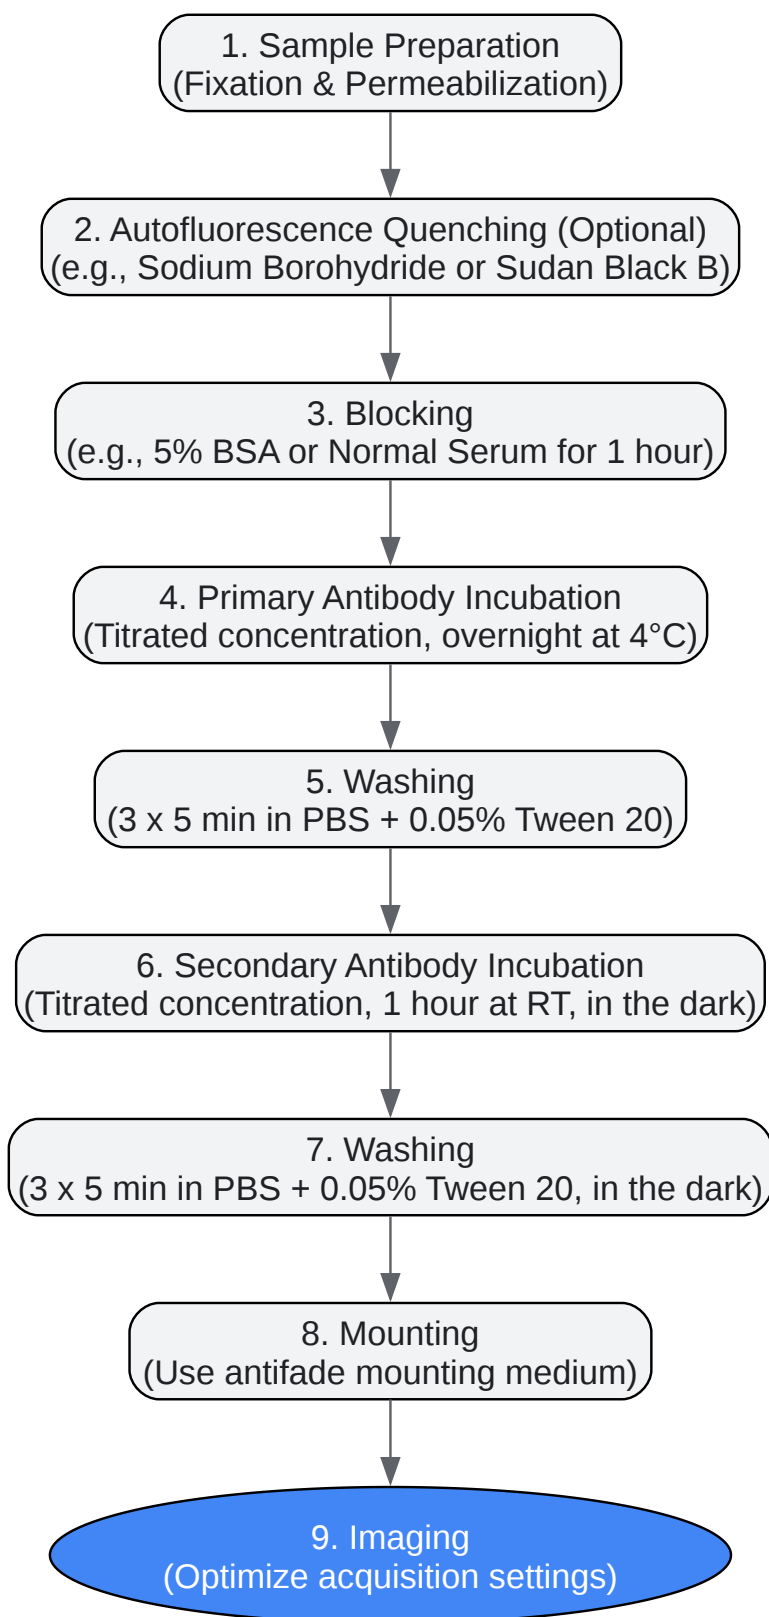 1. Sample Preparation
(Fixation & Permeabilization)
2. Autofluorescence Quenching (Optional)
(e.g., Sodium Borohydride or Sudan Black B)
3. Blocking
(e.g., 5% BSA or Normal Serum for 1 hour)
4. Primary Antibody Incubation
(Titrated concentration, overnight at 4°C)
5. Washing
(3 x 5 min in PBS + 0.05% Tween 20)
6. Secondary Antibody Incubation
(Titrated concentration, 1 hour at RT, in the dark)
7. Washing
(3 x 5 min in PBS + 0.05% Tween 20, in the dark)
8. Mounting
(Use antifade mounting medium)
9. Imaging
(Optimize acquisition settings)